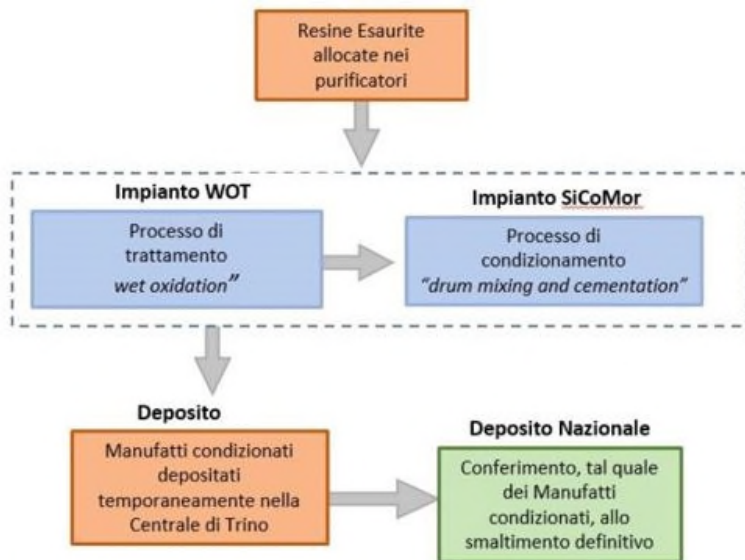 Resine Esaurite
allocate nei
purificatori
Impianto WOT
Processo di
trattamento
wet oxidation”
Impianto SiCoMor
Processo di
condizionamento
“drum mixing and cementation”
Deposito
Manufatti condizionati
depositati
temporaneamente nella
Centrale di Trino
Deposito Nazionale
Conferimento, tal quale
dei Manufatti
condizionati, allo
smaltimento definitivo